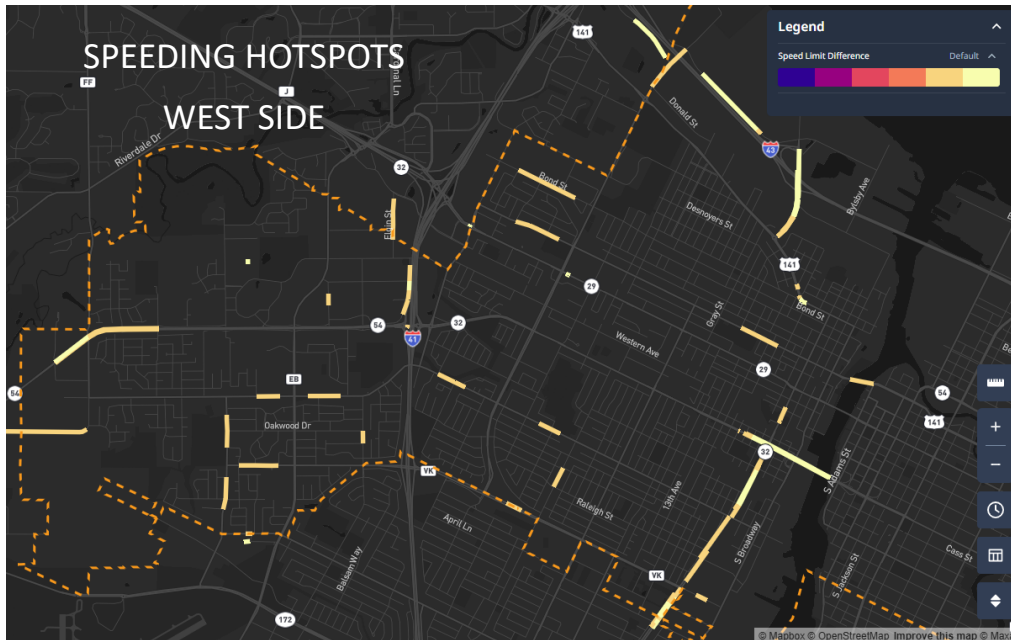 SPEEDING HOTSPOTS
WEST SIDE
Legend
Speed Limit Difference
Default
141
FF
J
Riverdale Dr
32
Donald St
43
Bond St
Elgin St
Desnoyers St
Bylsby Ave
141
29
Bond St
Gray St
54
32
41
Western Ave
29
54
EB
54
141
Oakwood Dr
32
S Adams St
VK
13th Ave
Raleigh St
April Ln
S Broadway
Cass St
Balsam Way
VK
S Jackson St
172
© Mapbox © OpenStreetMap Improve this map © Max